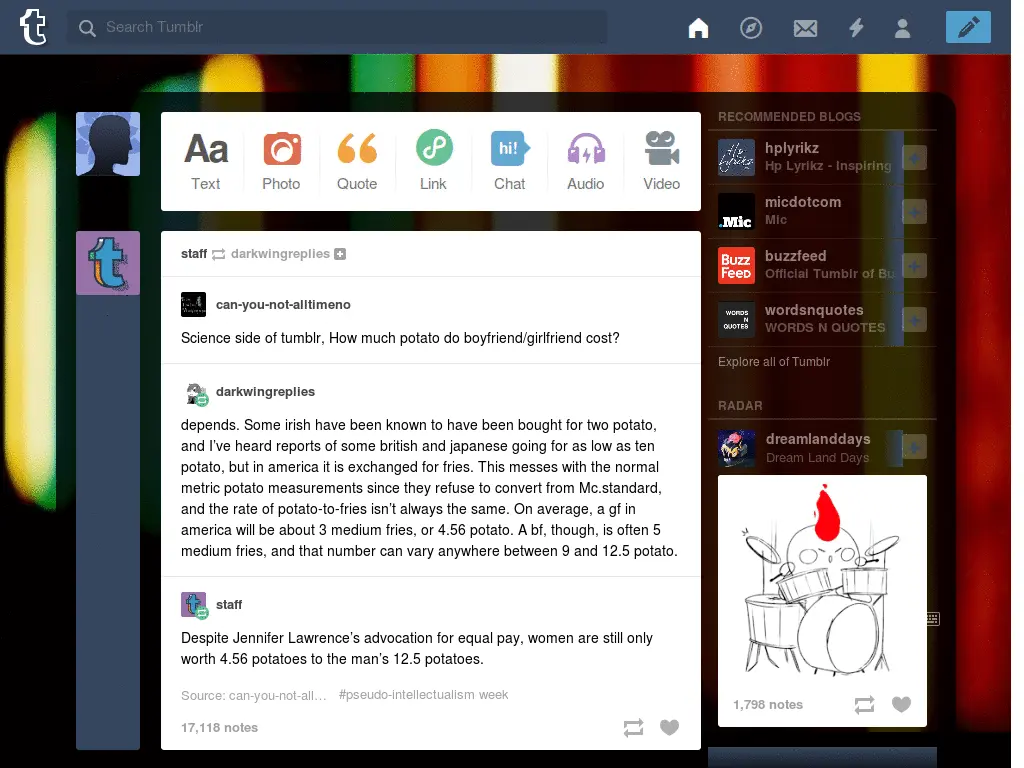 Search Tumblr
Aa
hi!
Text
Photo
Quote
Link
Chat
Audio
Video
staff darkwingreplies
can-you-not-alltimeno
Science side of tumblr, How much potato do boyfriend/girlfriend cost?
darkwingreplies
depends. Some irish have been known to have been bought for two potato,
and I’ve heard reports of some british and japanese going for as low as ten
potato, but in america it is exchanged for fries. This messes with the normal
metric potato measurements since they refuse to convert from Mc.standard,
and the rate of potato-to-fries isn’t always the same. On average, a gf in
america will be about 3 medium fries, or 4.56 potato. A bf, though, is often 5
medium fries, and that number can vary anywhere between 9 and 12.5 potato.
staff
Despite Jennifer Lawrence’s advocation for equal pay, women are still only
worth 4.56 potatoes to the man’s 12.5 potatoes.
Source: can-you-not-all… #pseudo-intellectualism week
17,118 notes
RECOMMENDED BLOGS
Hp Lyrikz
hplyrikz
Hp Lyrikz - Inspiring
.Mic
micdotcom
Mic
BuzzFeed
buzzfeed
Official Tumblr of Bu
WORDS
N
QUOTES
wordsnquotes
WORDS N QUOTES
Explore all of Tumblr
RADAR
dreamlanddays
Dream Land Days
1,798 notes